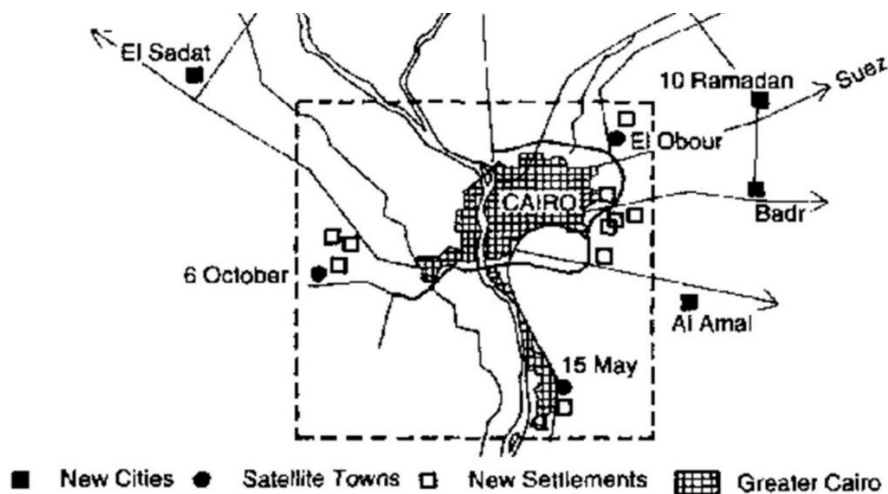 El Sadat
10 Ramadan
Suez
El Obour
CAIRO
Badr
6 October
Al Amal
15 May
New Cities
Satellite Towns
New Settlements
Greater Cairo